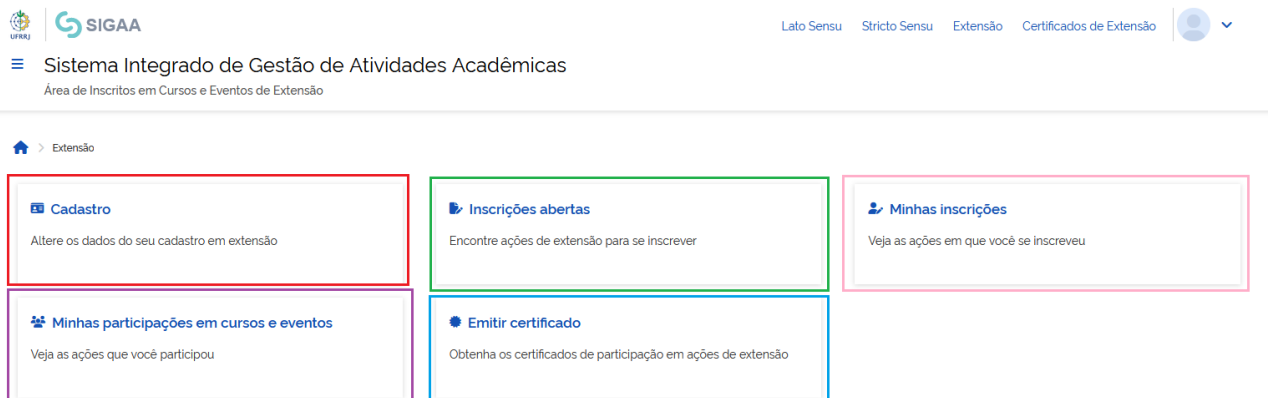 UFRRJ
SIGAA
Lato Sensu Stricto Sensu Extensão Certificados de Extensão
Sistema Integrado de Gestão de Atividades Acadêmicas
Área de Inscritos em Cursos e Eventos de Extensão
Extensão
Cadastro
Altere os dados do seu cadastro em extensão
Inscrições abertas
Encontre ações de extensão para se inscrever
Minhas inscrições
Veja as ações em que você se inscreveu
Minhas participações em cursos e eventos
Veja as ações que você participou
Emitir certificado
Obtenha os certificados de participação em ações de extensão